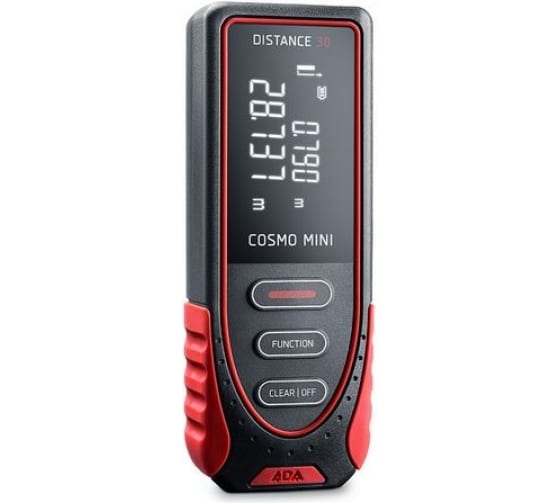 DISTANCE 30
28.737 m
0.790 m
COSMO MINI
FUNCTION
CLEAR | OFF
ADA